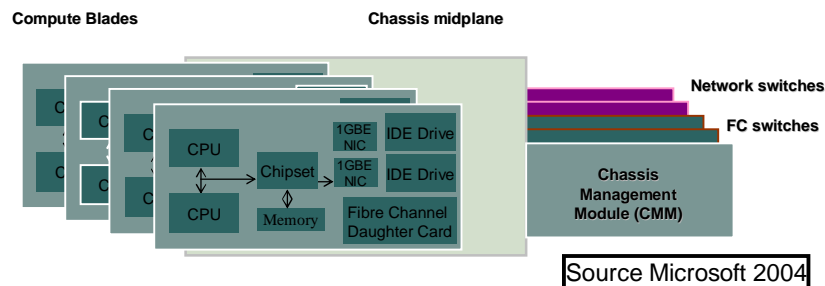 Compute Blades
Chassis midplane
Network switches
FC switches
C
C
C
C
C
C
CPU
CPU
Chipset
Memory
1GBE
NIC
1GBE
NIC
IDE Drive
IDE Drive
Fibre Channel
Daughter Card
Chassis
Management
Module (CMM)
Source Microsoft 2004